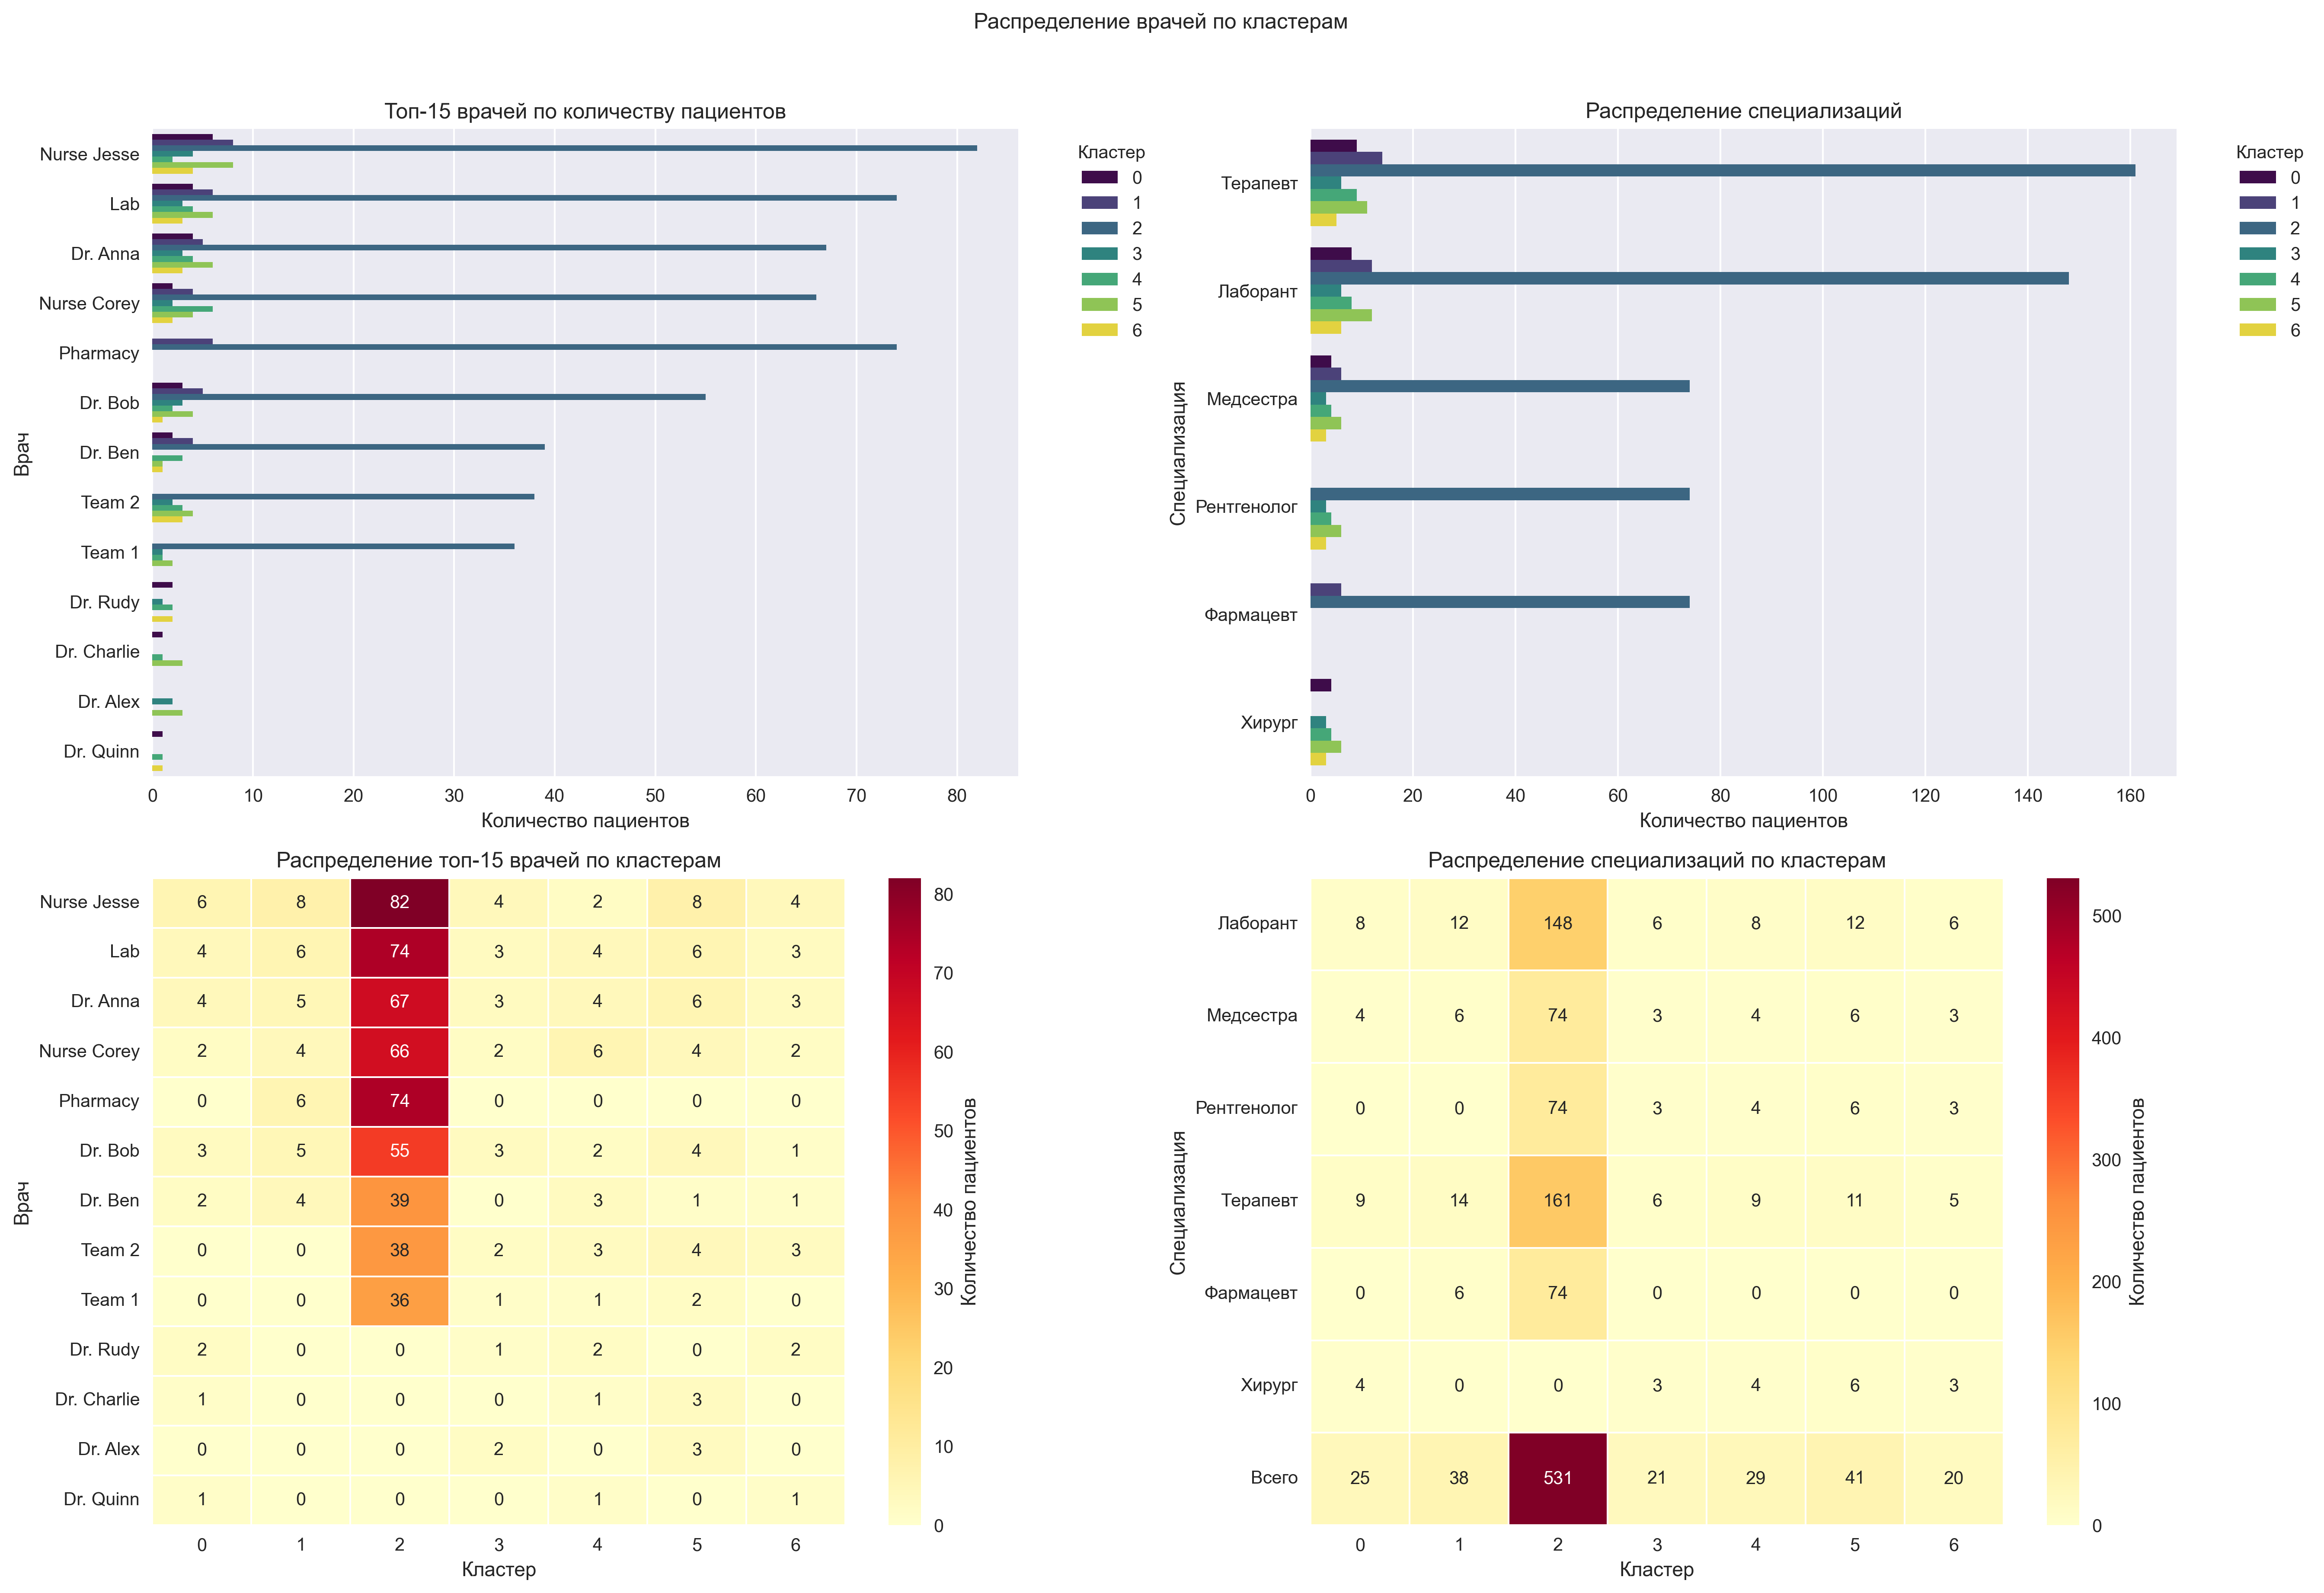 Распределение врачей по кластерам
Топ-15 врачей по количеству пациентов
Врач
Nurse Jesse
Lab
Dr. Anna
Nurse Corey
Pharmacy
Dr. Bob
Dr. Ben
Team 2
Team 1
Dr. Rudy
Dr. Charlie
Dr. Alex
Dr. Quinn
0 10 20 30 40 50 60 70 80
Количество пациентов
Кластер
0
1
2
3
4
5
6
Распределение специализаций
Специализация
Терапевт
Лаборант
Медсестра
Рентгенолог
Фармацевт
Хирург
0 20 40 60 80 100 120 140 160
Количество пациентов
Кластер
0
1
2
3
4
5
6
Распределение топ-15 врачей по кластерам
Врач
Nurse Jesse 6 8 82 4 2 8 4
Lab 4 6 74 3 4 6 3
Dr. Anna 4 5 67 3 4 6 3
Nurse Corey 2 4 66 2 6 4 2
Pharmacy 0 6 74 0 0 0 0
Dr. Bob 3 5 55 3 2 4 1
Dr. Ben 2 4 39 0 3 1 1
Team 2 0 0 38 2 3 4 3
Team 1 0 0 36 1 1 2 0
Dr. Rudy 2 0 0 1 2 0 2
Dr. Charlie 1 0 0 0 1 3 0
Dr. Alex 0 0 0 2 0 3 0
Dr. Quinn 1 0 0 0 1 0 1
0 1 2 3 4 5 6
Кластер
80
70
60
50
40
30
20
10
0
Количество пациентов
Распределение специализаций по кластерам
Специализация
Лаборант 8 12 148 6 8 12 6
Медсестра 4 6 74 3 4 6 3
Рентгенолог 0 0 74 3 4 6 3
Терапевт 9 14 161 6 9 11 5
Фармацевт 0 6 74 0 0 0 0
Хирург 4 0 0 3 4 6 3
Всего 25 38 531 21 29 41 20
0 1 2 3 4 5 6
Кластер
500
400
300
200
100
0
Количество пациентов